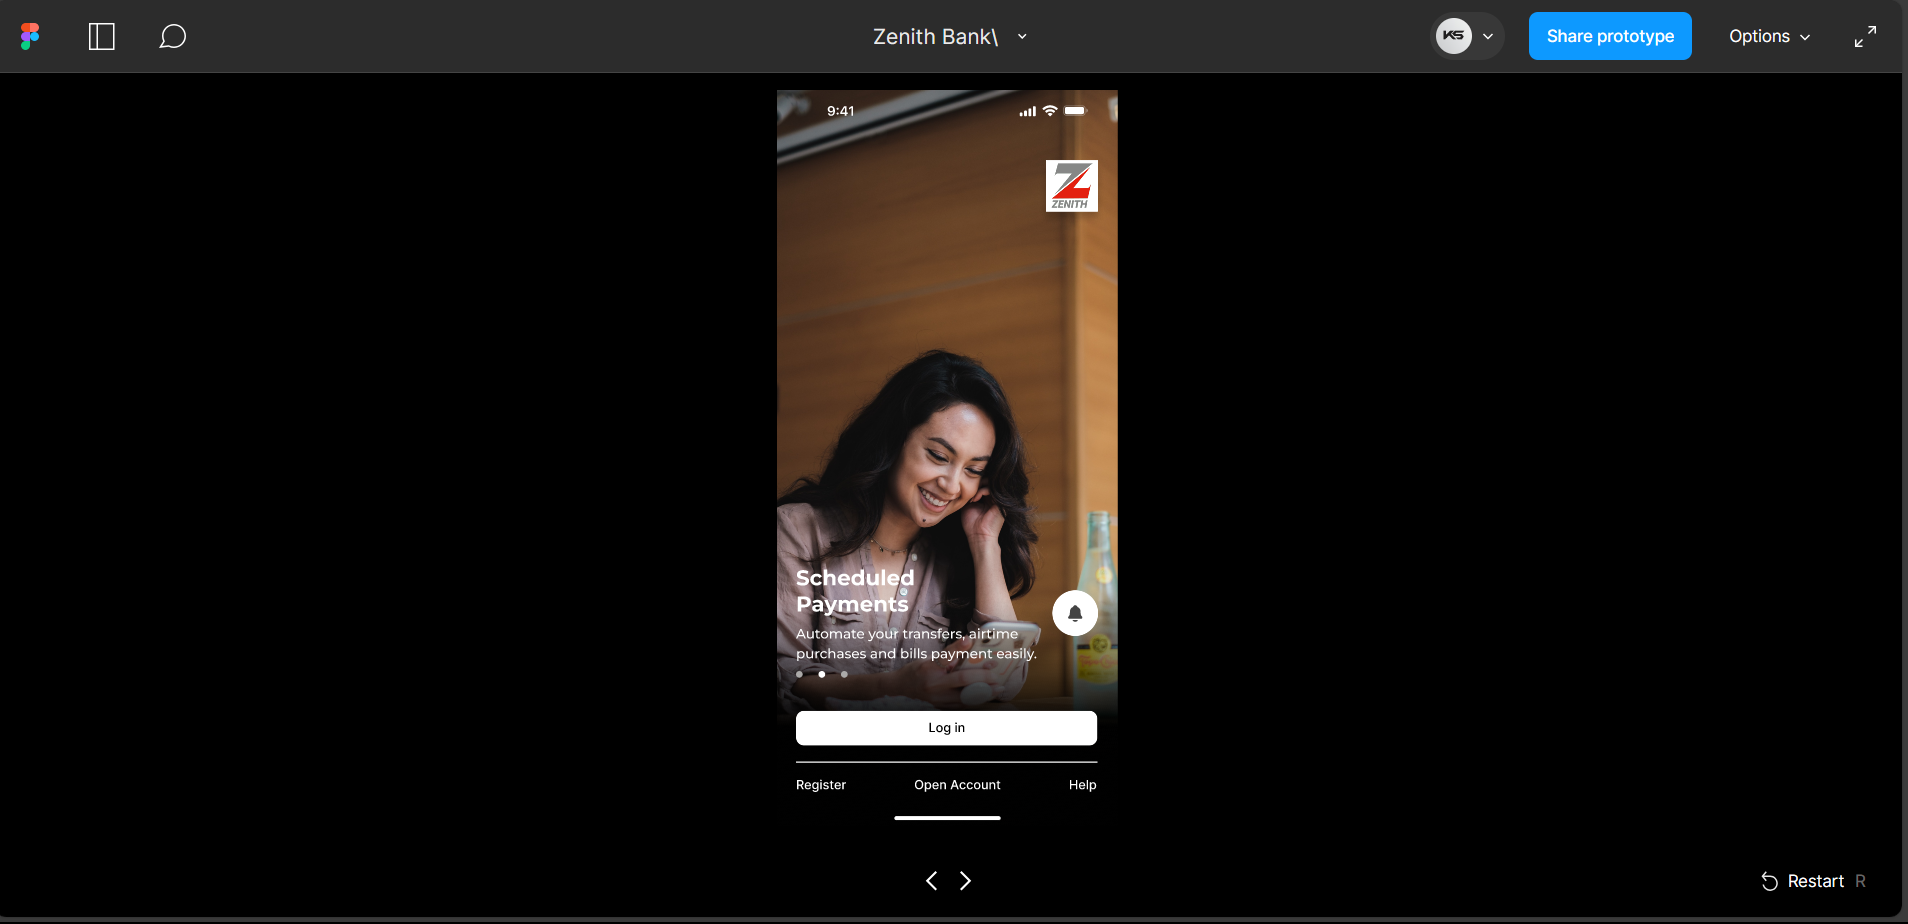 Zenith Bank\
KS
Share prototype
Options
9:41
ZENITH
Scheduled
Payments
Automate your transfers, airtime
purchases and bills payment easily.
Log in
Register
Open Account
Help
Restart R